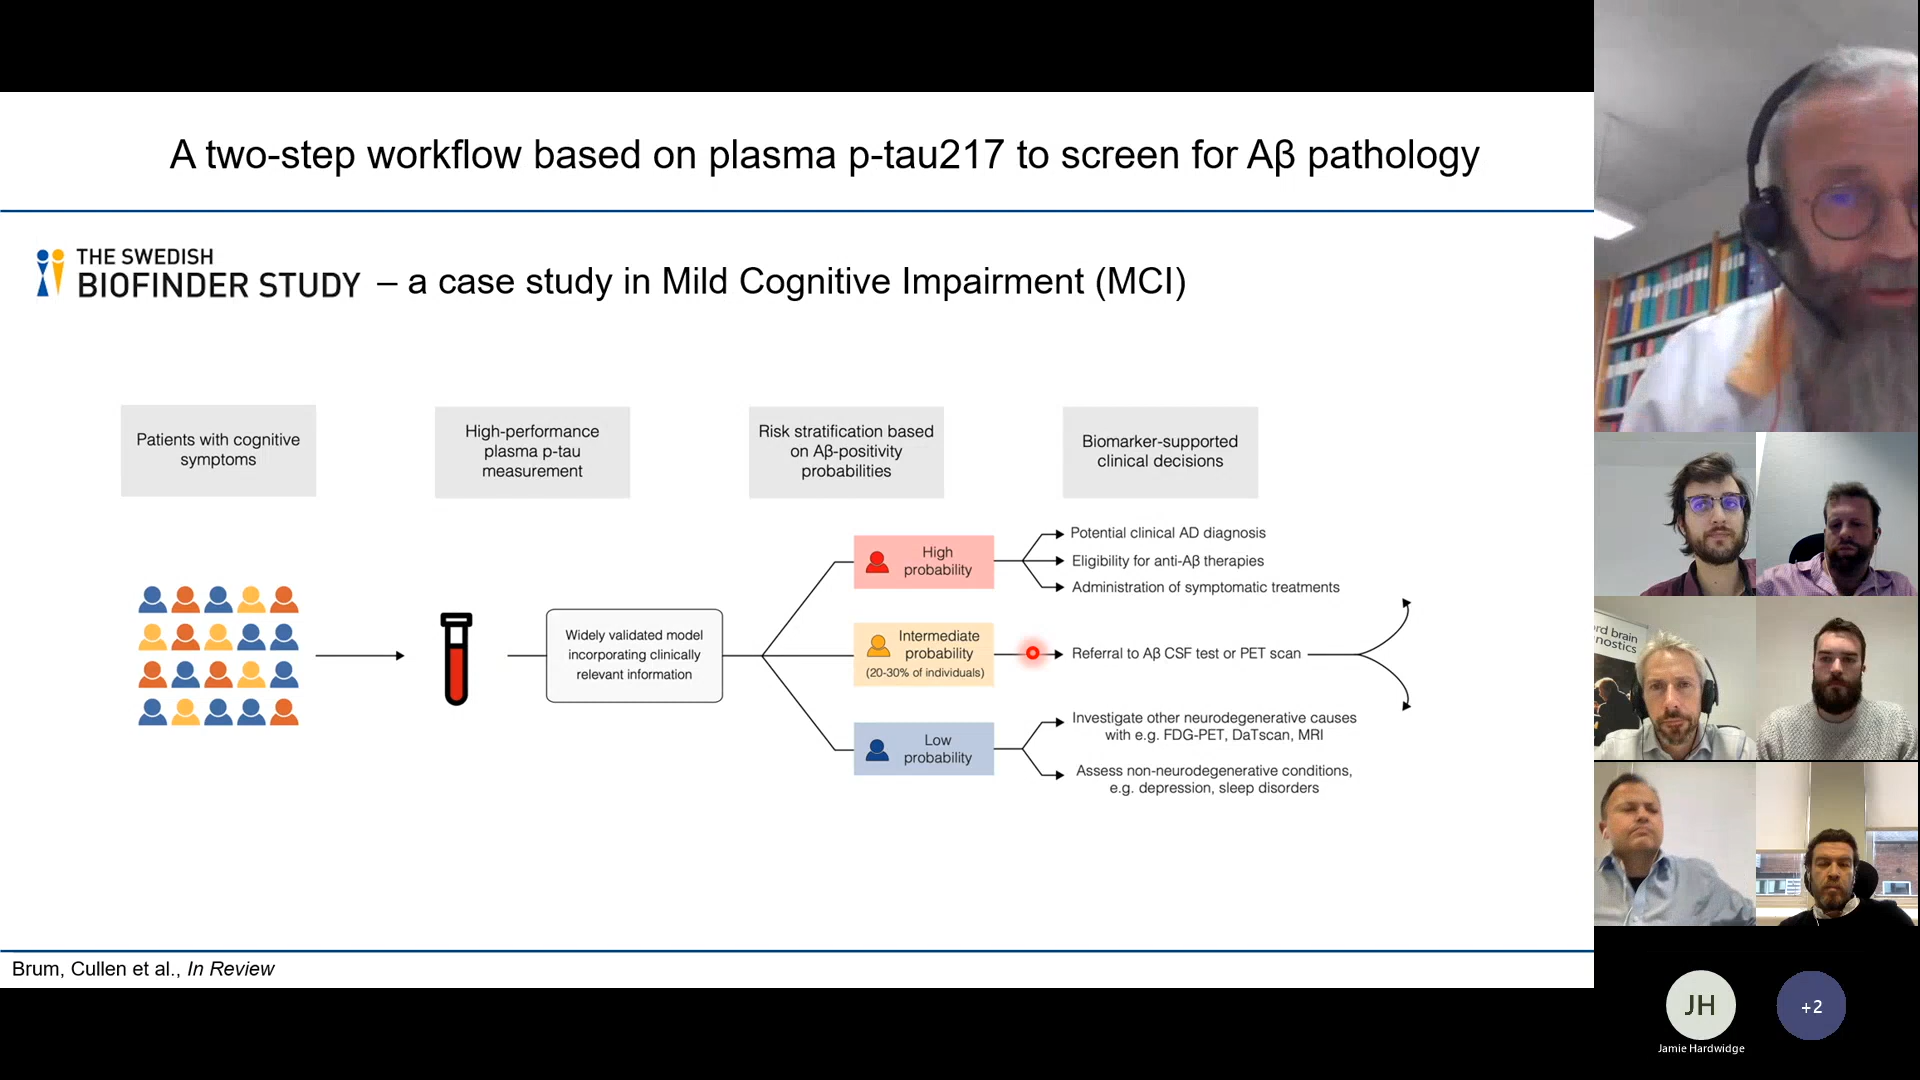 A two-step workflow based on plasma p-tau217 to screen for Aβ pathology
THE SWEDISH
BIOFINDER STUDY – a case study in Mild Cognitive Impairment (MCI)
Patients with cognitive
symptoms
High-performance
plasma p-tau
measurement
Risk stratification based
on Aβ-positivity
probabilities
Biomarker-supported
clinical decisions
Widely validated model
incorporating clinically
relevant information
High
probability
Potential clinical AD diagnosis
Eligibility for anti-Aβ therapies
Administration of symptomatic treatments
Intermediate
probability
(20-30% of individuals)
Referral to Aβ CSF test or PET scan
Low
probability
Investigate other neurodegenerative causes
with e.g. FDG-PET, DaTscan, MRI
Assess non-neurodegenerative conditions,
e.g. depression, sleep disorders
Brum, Cullen et al., In Review
rd brain
nostics
JH
+2
Jamie Hardwidge